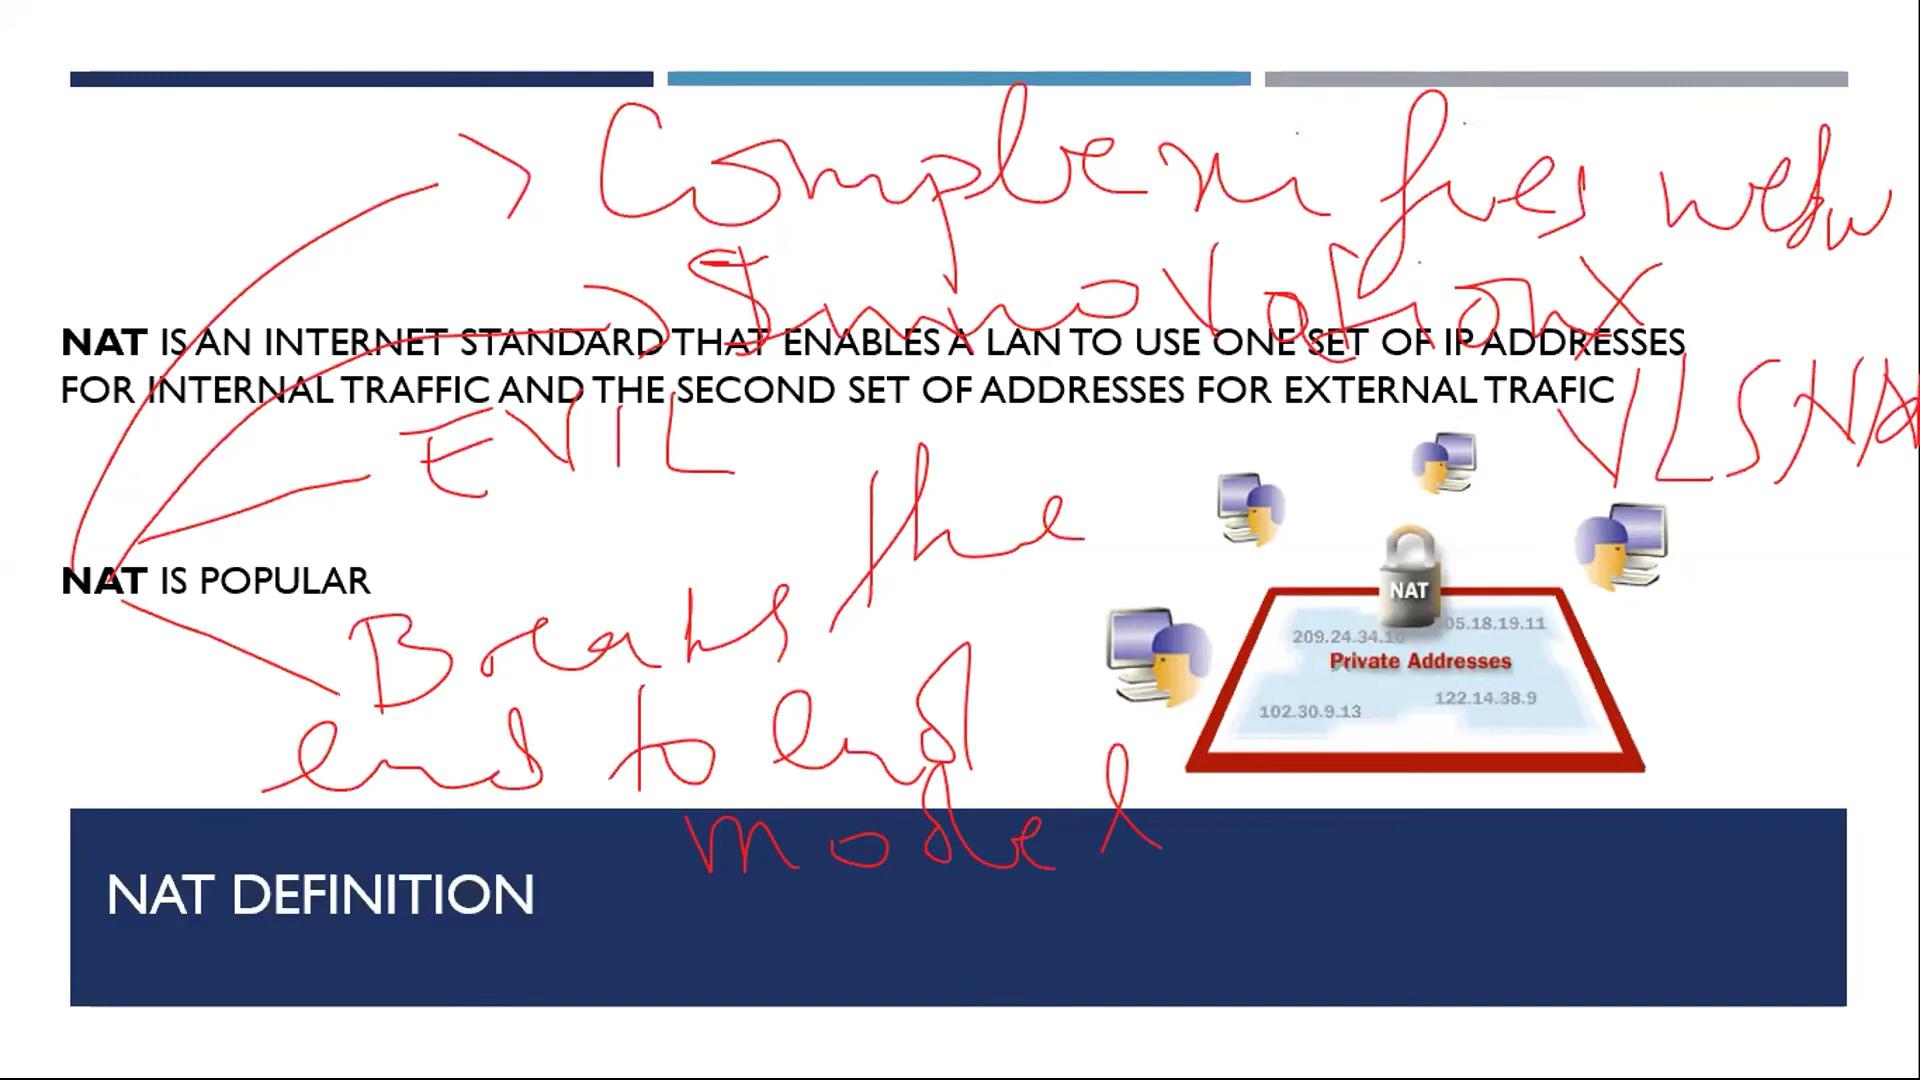 Complexifies netw
Innovation X
NAT IS AN INTERNET STANDARD THAT ENABLES A LAN TO USE ONE SET OF IP ADDRESSES
FOR INTERNAL TRAFFIC AND THE SECOND SET OF ADDRESSES FOR EXTERNAL TRAFIC
EVIL
VLSM
NAT IS POPULAR
Breaks the
end to end
model
NAT
209.24.34.10
05.18.19.11
Private Addresses
122.14.38.9
102.30.9.13
NAT DEFINITION